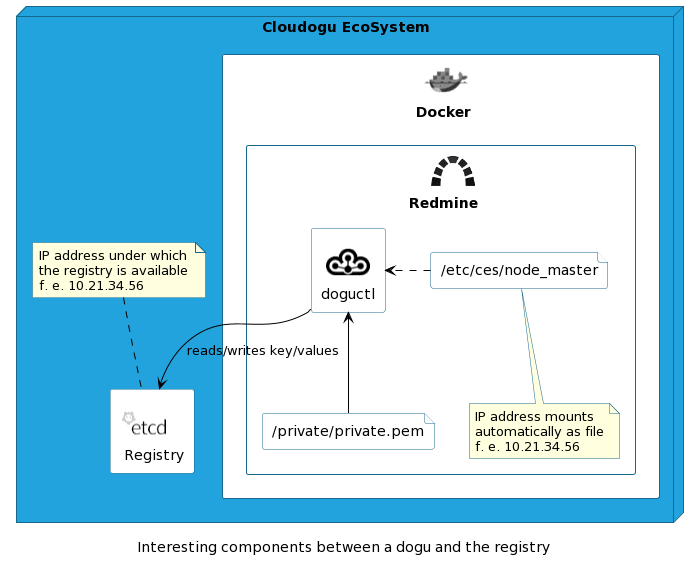 Cloudogu EcoSystem
Docker
Redmine
IP address under which
the registry is available
f. e. 10.21.34.56
doguctl
/etc/ces/node_master
reads/writes key/values
etcd
Registry
/private/private.pem
IP address mounts
automatically as file
f. e. 10.21.34.56
Interesting components between a dogu and the registry